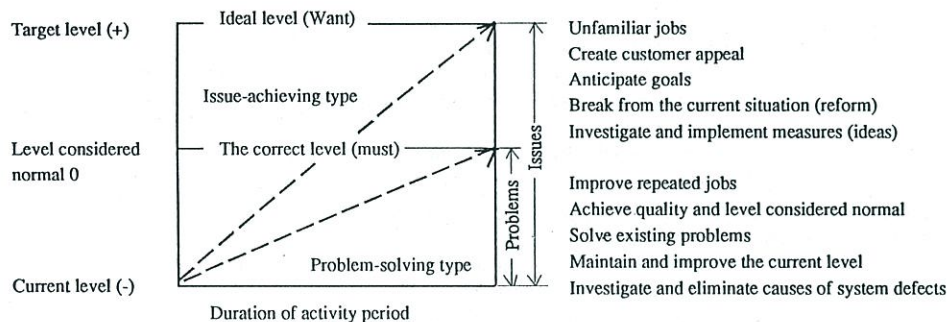 Target level (+)
Ideal level (Want)
Issue-achieving type
Level considered
normal 0
The correct level (must)
Problem-solving type
Current level (-)
Duration of activity period
Problems
Issues
Unfamiliar jobs
Create customer appeal
Anticipate goals
Break from the current situation (reform)
Investigate and implement measures (ideas)
Improve repeated jobs
Achieve quality and level considered normal
Solve existing problems
Maintain and improve the current level
Investigate and eliminate causes of system defects